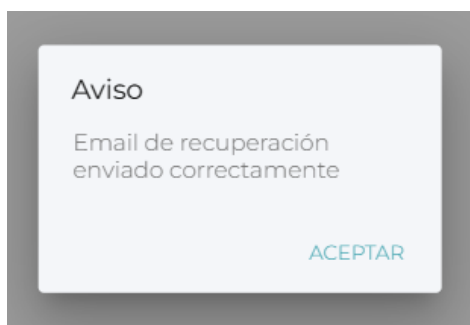 Aviso
Email de recuperación
enviado correctamente
ACEPTAR